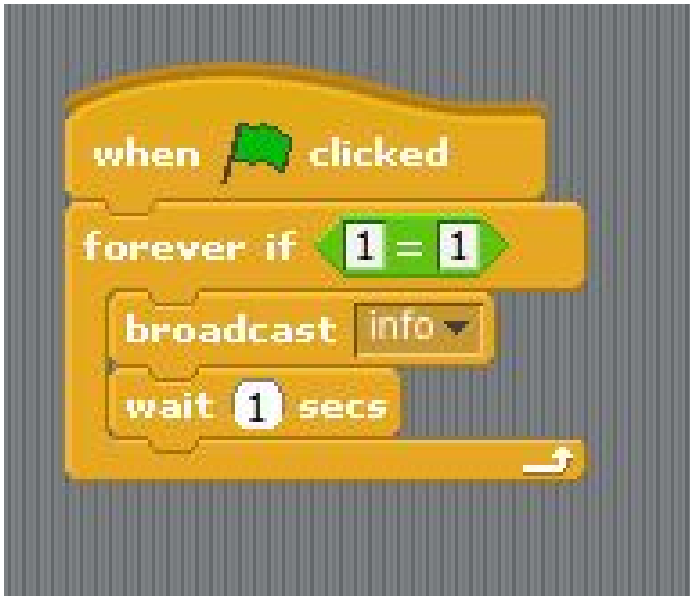 when clicked
forever if 1 = 1
broadcast info
wait 1 secs